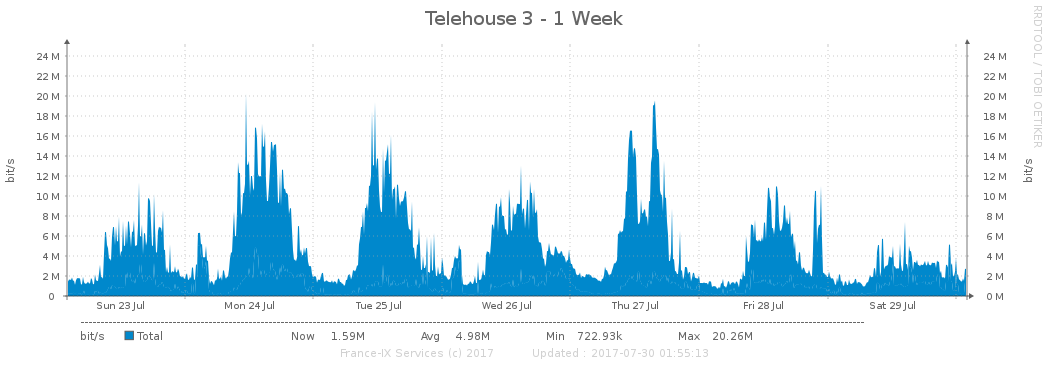 Telehouse 3 - 1 Week
RRDTOOL / TOBI OETIKER
24 M 24 M
22 M 22 M
20 M 20 M
18 M 18 M
16 M 16 M
14 M 14 M
12 M 12 M
10 M 10 M
8 M 8 M
6 M 6 M
4 M 4 M
2 M 2 M
0 0 M
bit/s
bit/s
Sun 23 Jul Mon 24 Jul Tue 25 Jul Wed 26 Jul Thu 27 Jul Fri 28 Jul Sat 29 Jul
bit/s Total Now 1.59M Avg 4.98M Min 722.93k Max 20.26M
France-IX Services (c) 2017 Updated : 2017-07-30 01:55:13